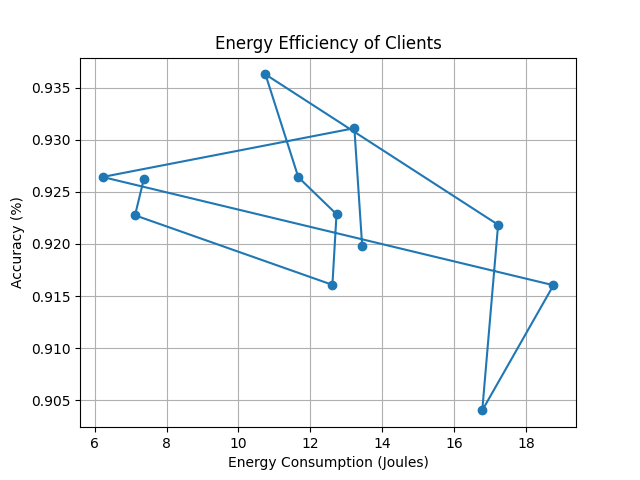 Energy Efficiency of Clients
Accuracy (%)
0.935
0.930
0.925
0.920
0.915
0.910
0.905
6 8 10 12 14 16 18
Energy Consumption (Joules)